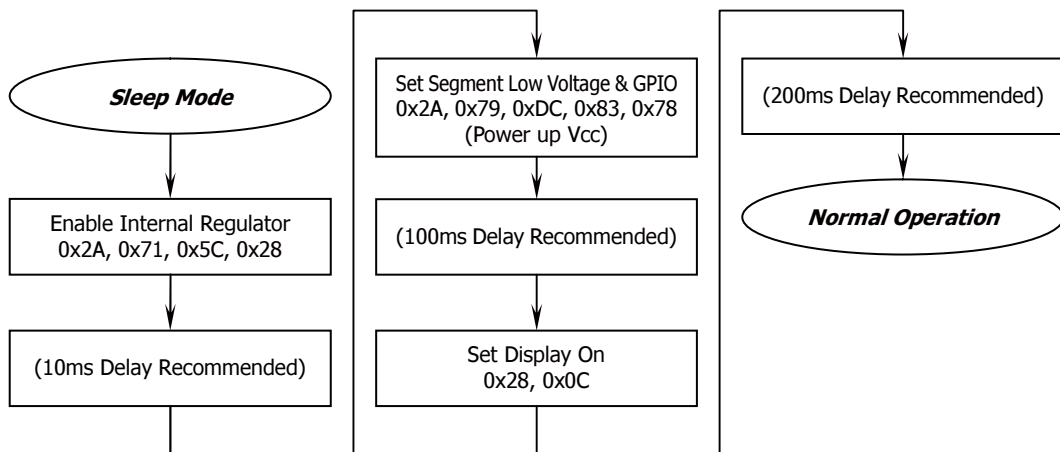 Sleep Mode
Enable Internal Regulator
0x2A, 0x71, 0x5C, 0x28
(10ms Delay Recommended)
Set Segment Low Voltage & GPIO
0x2A, 0x79, 0xDC, 0x83, 0x78
(Power up Vcc)
(100ms Delay Recommended)
Set Display On
0x28, 0x0C
(200ms Delay Recommended)
Normal Operation